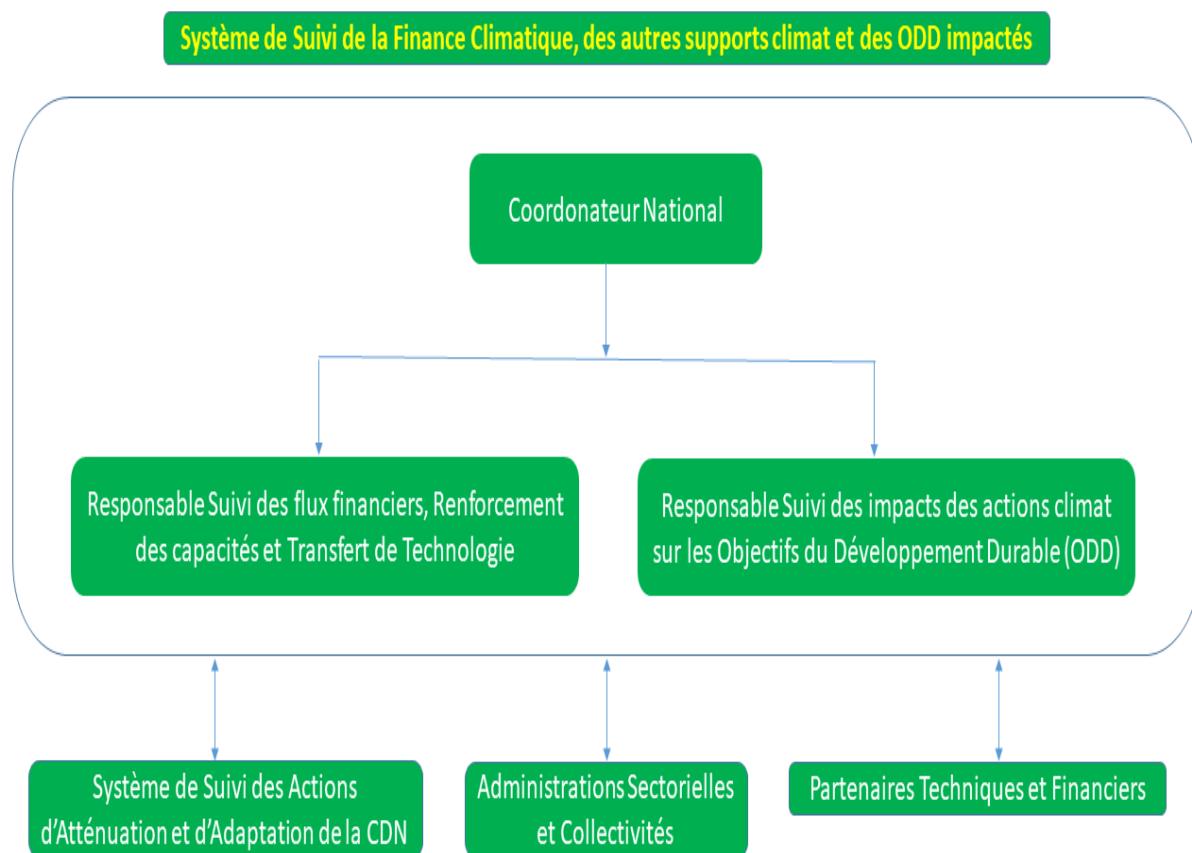 Système de Suivi de la Finance Climatique, des autres supports climat et des ODD impactés
Coordonateur National
Responsable Suivi des flux financiers, Renforcement
des capacités et Transfert de Technologie
Responsable Suivi des impacts des actions climat
sur les Objectifs du Développement Durable (ODD)
Système de Suivi des Actions
d'Atténuation et d'Adaptation de la CDN
Administrations Sectorielles
et Collectivités
Partenaires Techniques et Financiers